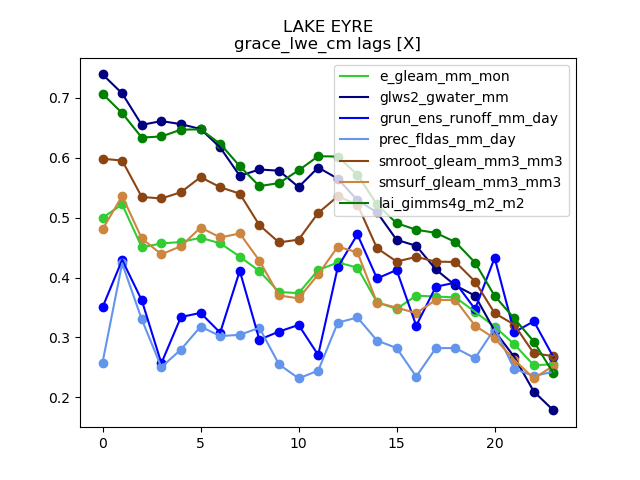 LAKE EYRE
grace_lwe_cm lags [X]
e_gleam_mm_mon
glws2_gwater_mm
grun_ens_runoff_mm_day
prec_fldas_mm_day
smroot_gleam_mm3_mm3
smsurf_gleam_mm3_mm3
lai_gimms4g_m2_m2
0.7
0.6
0.5
0.4
0.3
0.2
0 5 10 15 20